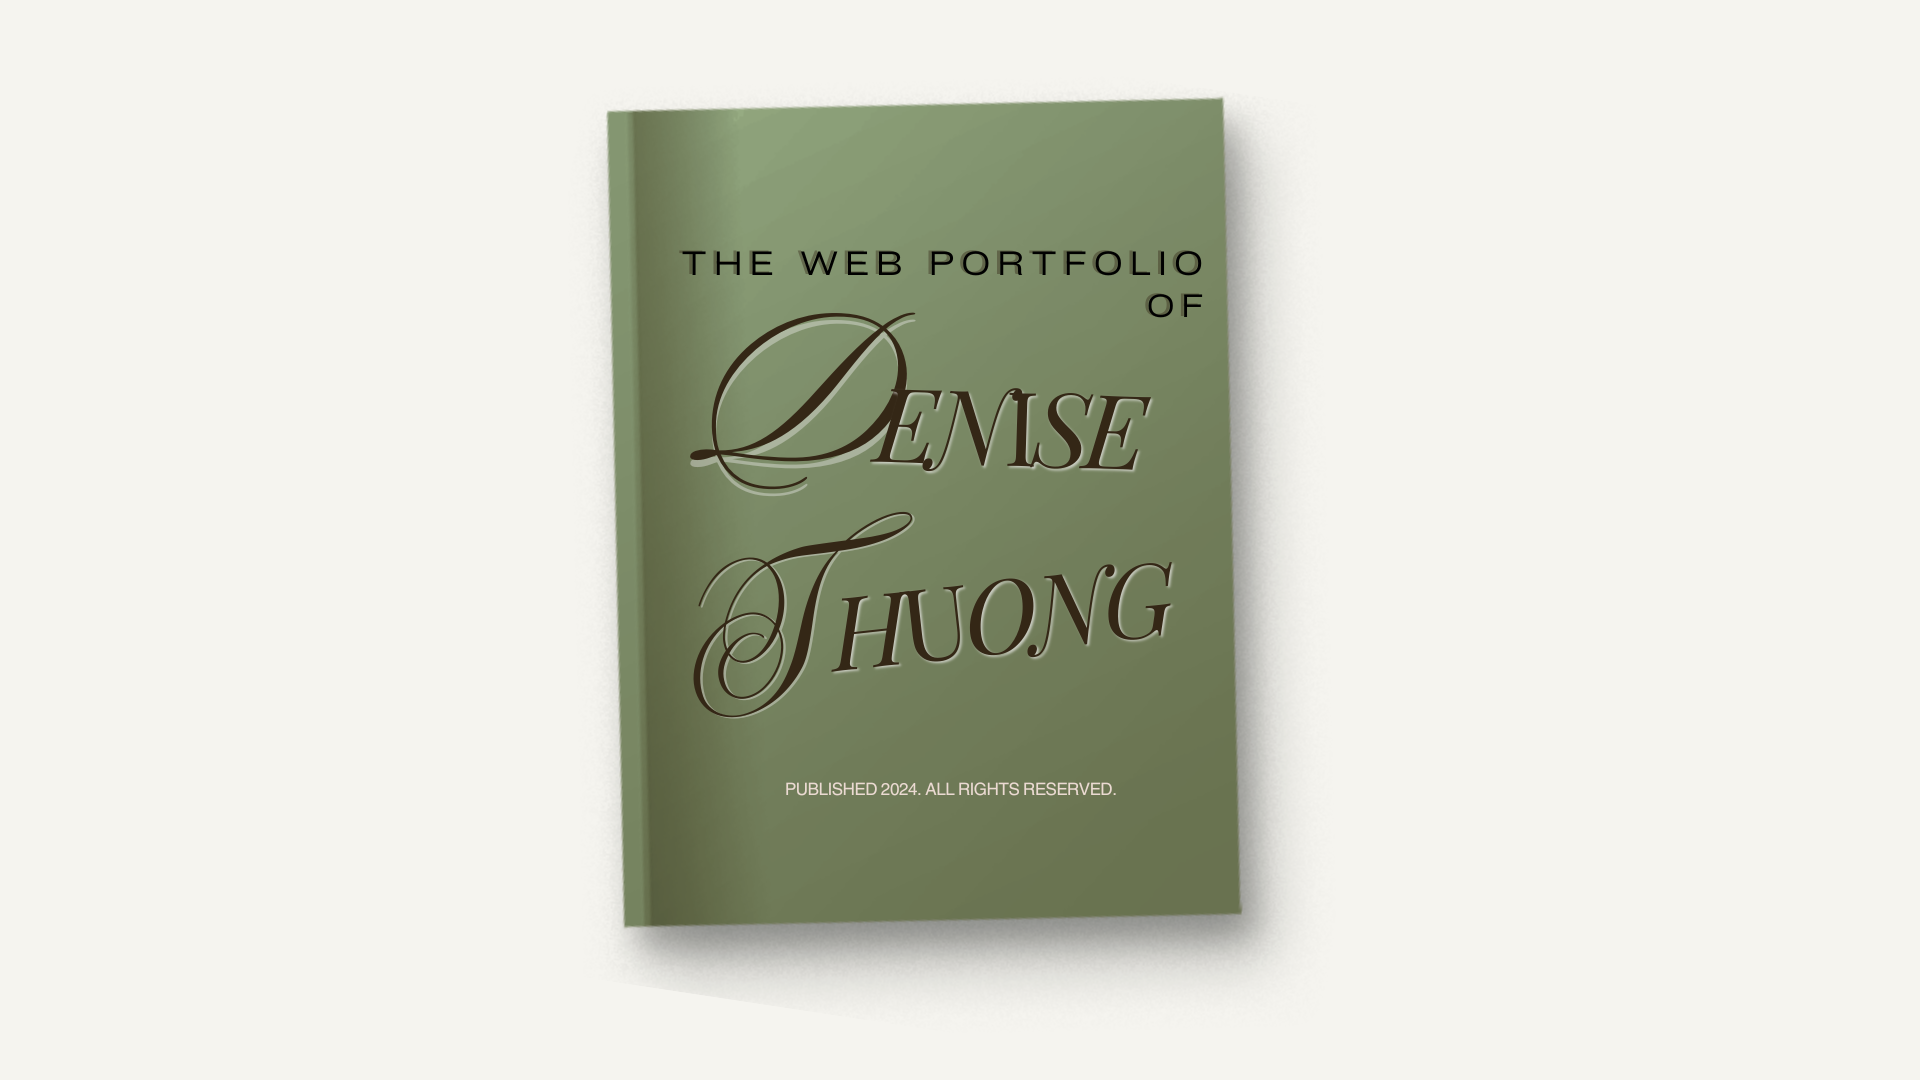 THE WEB PORTFOLIO
OF
DENISE
THUONG
PUBLISHED 2024. ALL RIGHTS RESERVED.